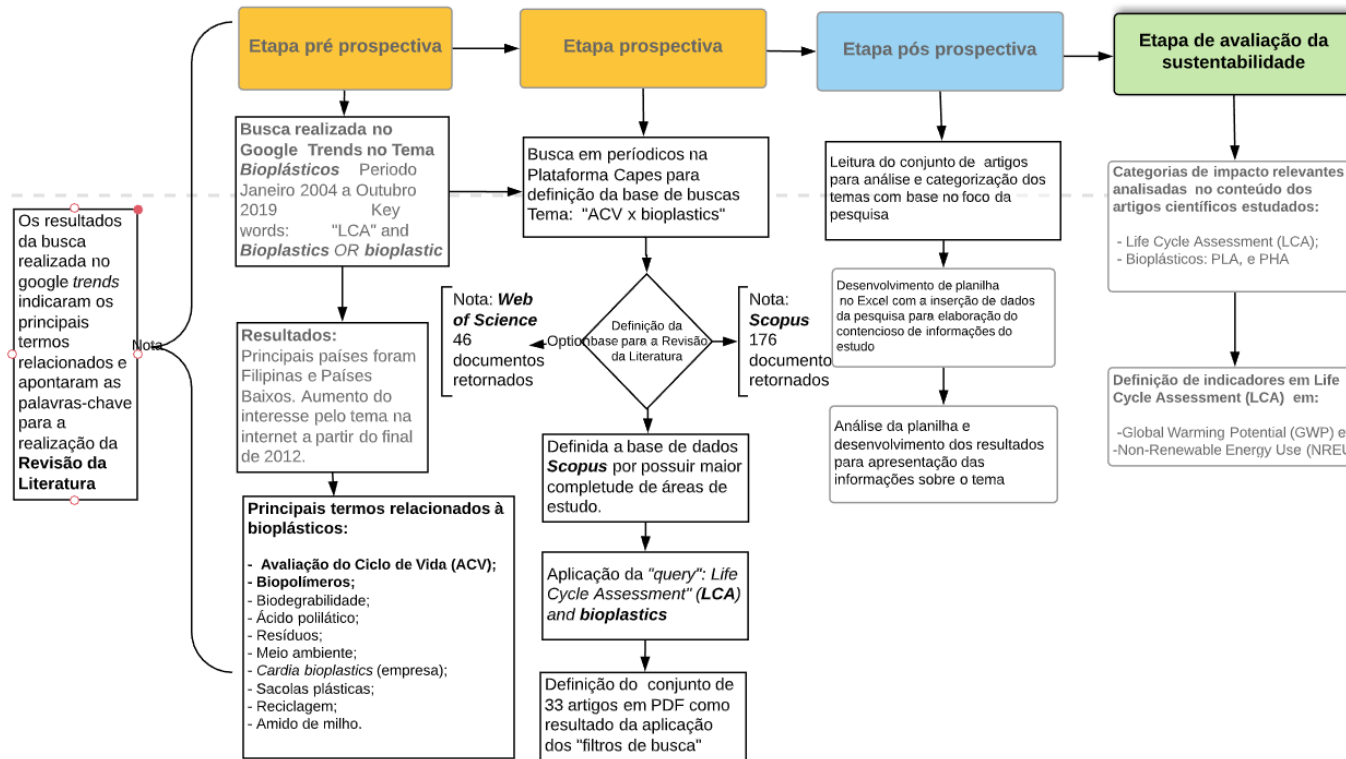 Etapa pré prospectiva
Etapa prospectiva
Etapa pós prospectiva
Etapa de avaliação da
sustentabilidade
Os resultados
da busca
realizada no
google trends
indicaram os
principais
termos
relacionados e
apontaram as
palavras-chave
para a
realização da
Revisão da
Literatura
Nota
Busca realizada no
Google Trends no Tema
Bioplásticos Periodo
Janeiro 2004 a Outubro
2019 Key
words: "LCA" and
Bioplastics OR bioplastic
Resultados:
Principais países foram
Filipinas e Países
Baixos. Aumento do
interesse pelo tema na
internet a partir do final
de 2012.
Principais termos relacionados à
bioplásticos:
- Avaliação do Ciclo de Vida (ACV);
- Biopolímeros;
- Biodegrabilidade;
- Ácido polilático;
- Resíduos;
- Meio ambiente;
- Cardia bioplastics (empresa);
- Sacolas plásticas;
- Reciclagem;
- Amido de milho.
Busca em periódicos na
Plataforma Capes para
definição da base de buscas
Tema: "ACV x bioplastics"
Nota: Web
of Science
46
documentos
retornados
Option
Definição da
base para a Revisão
da Literatura
Nota:
Scopus
176
documento
retornados
Definida a base de dados
Scopus por possuir maior
completude de áreas de
estudo.
Aplicação da "query": Life
Cycle Assessment" (LCA)
and bioplastics
Definição do conjunto de
33 artigos em PDF como
resultado da aplicação
dos "filtros de busca"
Leitura do conjunto de artigos
para análise e categorização dos
temas com base no foco da
pesquisa
Desenvolvimento de planilha
no Excel com a inserção de dados
da pesquisa para elaboração do
contencioso de informações do
estudo
Análise da planilha e
desenvolvimento dos resultados
para apresentação das
informações sobre o tema
Categorias de impacto relevantes
analisadas no conteúdo dos
artigos científicos estudados:
- Life Cycle Assessment (LCA);
- Bioplásticos: PLA, e PHA
Definição de indicadores em Life
Cycle Assessment (LCA) em:
-Global Warming Potential (GWP) e
-Non-Renewable Energy Use (NREU